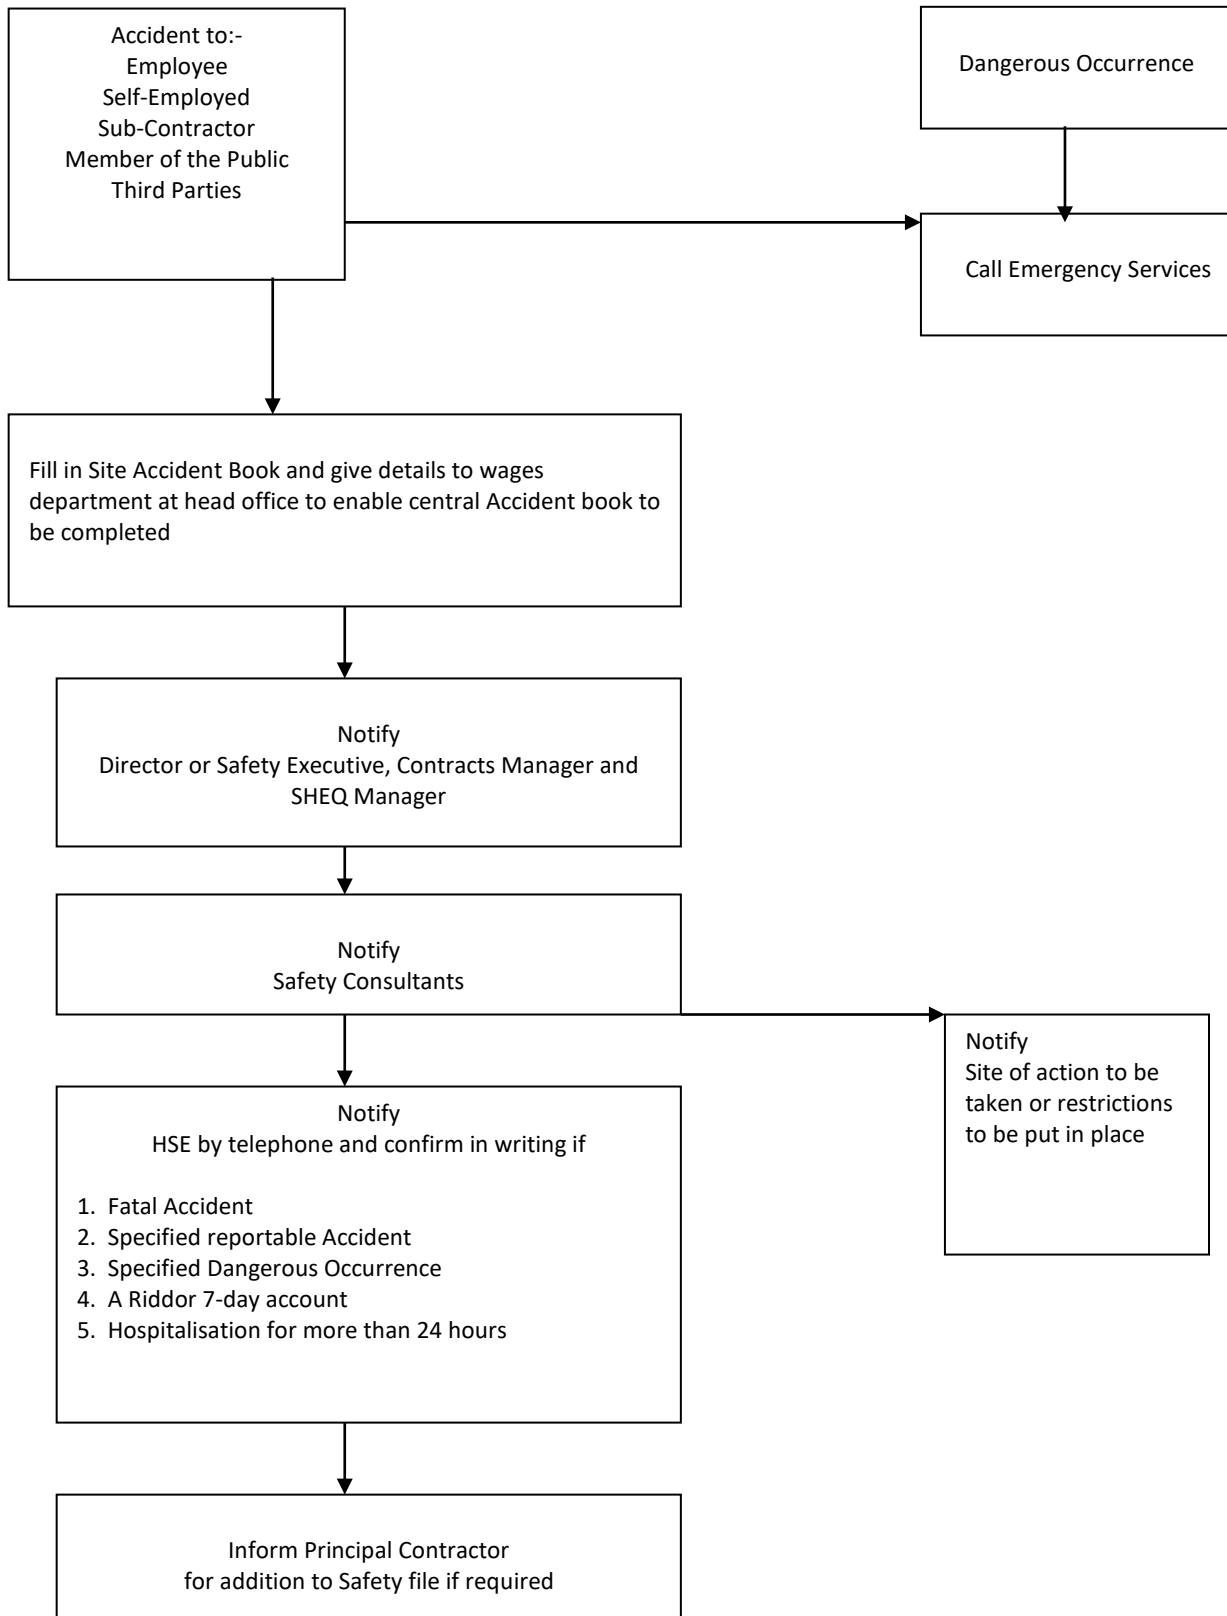 Accident to:-
Employee
Self-Employed
Sub-Contractor
Member of the Public
Third Parties
Dangerous Occurrence
Call Emergency Services
Fill in Site Accident Book and give details to wages
department at head office to enable central Accident book to
be completed
Notify
Director or Safety Executive, Contracts Manager and
SHEQ Manager
Notify
Safety Consultants
Notify
Site of action to be
taken or restrictions
to be put in place
Notify
HSE by telephone and confirm in writing if
1. Fatal Accident
2. Specified reportable Accident
3. Specified Dangerous Occurrence
4. A Riddor 7-day account
5. Hospitalisation for more than 24 hours
Inform Principal Contractor
for addition to Safety file if required